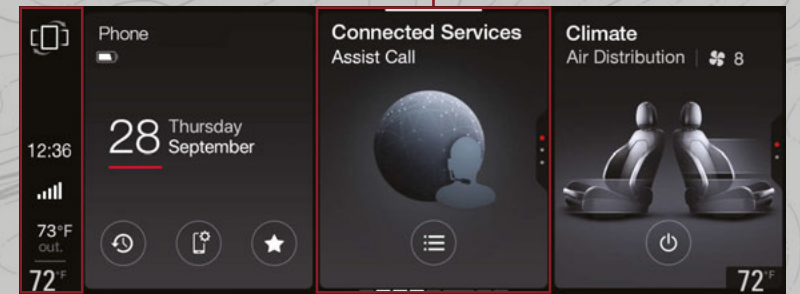 12:36
73°F
out.
72°F
Phone
28 Thursday
September
Connected Services
Assist Call
Climate
Air Distribution | 8
72°F